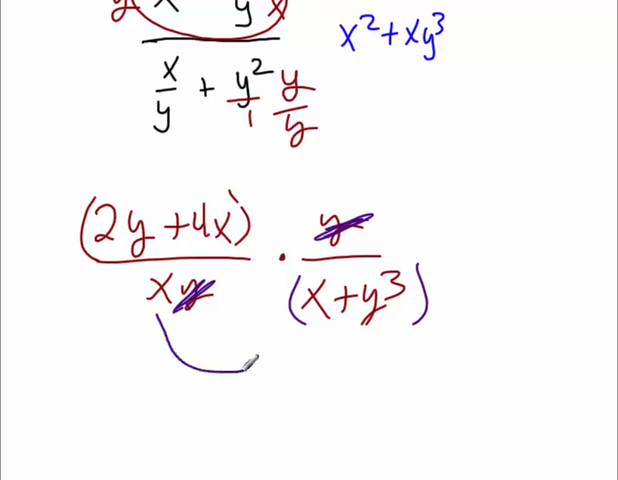 y x y x
x² + xy³
x/y + y²/1 y/y
(2y + 4x) / xy · y / (x + y³)